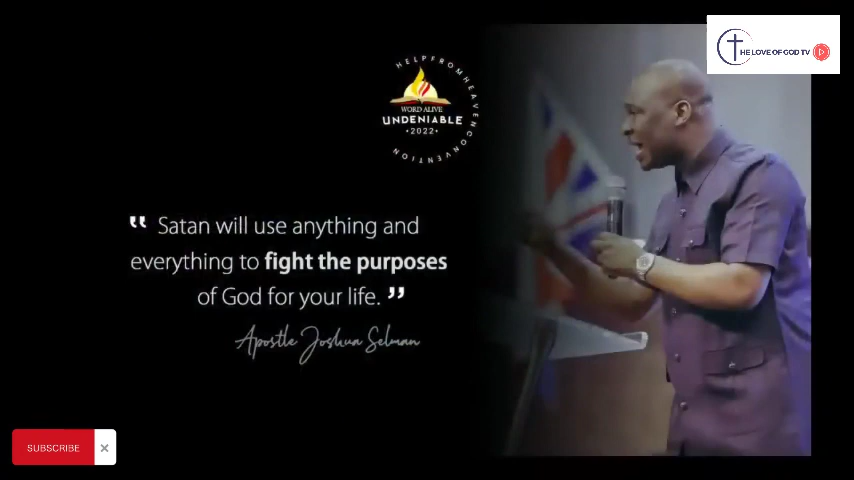 HELP FROM HEAVEN CONVENTION
WORD ALIVE
UNDENIABLE
•2022•
THE LOVE OF GOD TV
“ Satan will use anything and
everything to fight the purposes
of God for your life. ”
Apostle Joshua Selman
SUBSCRIBE